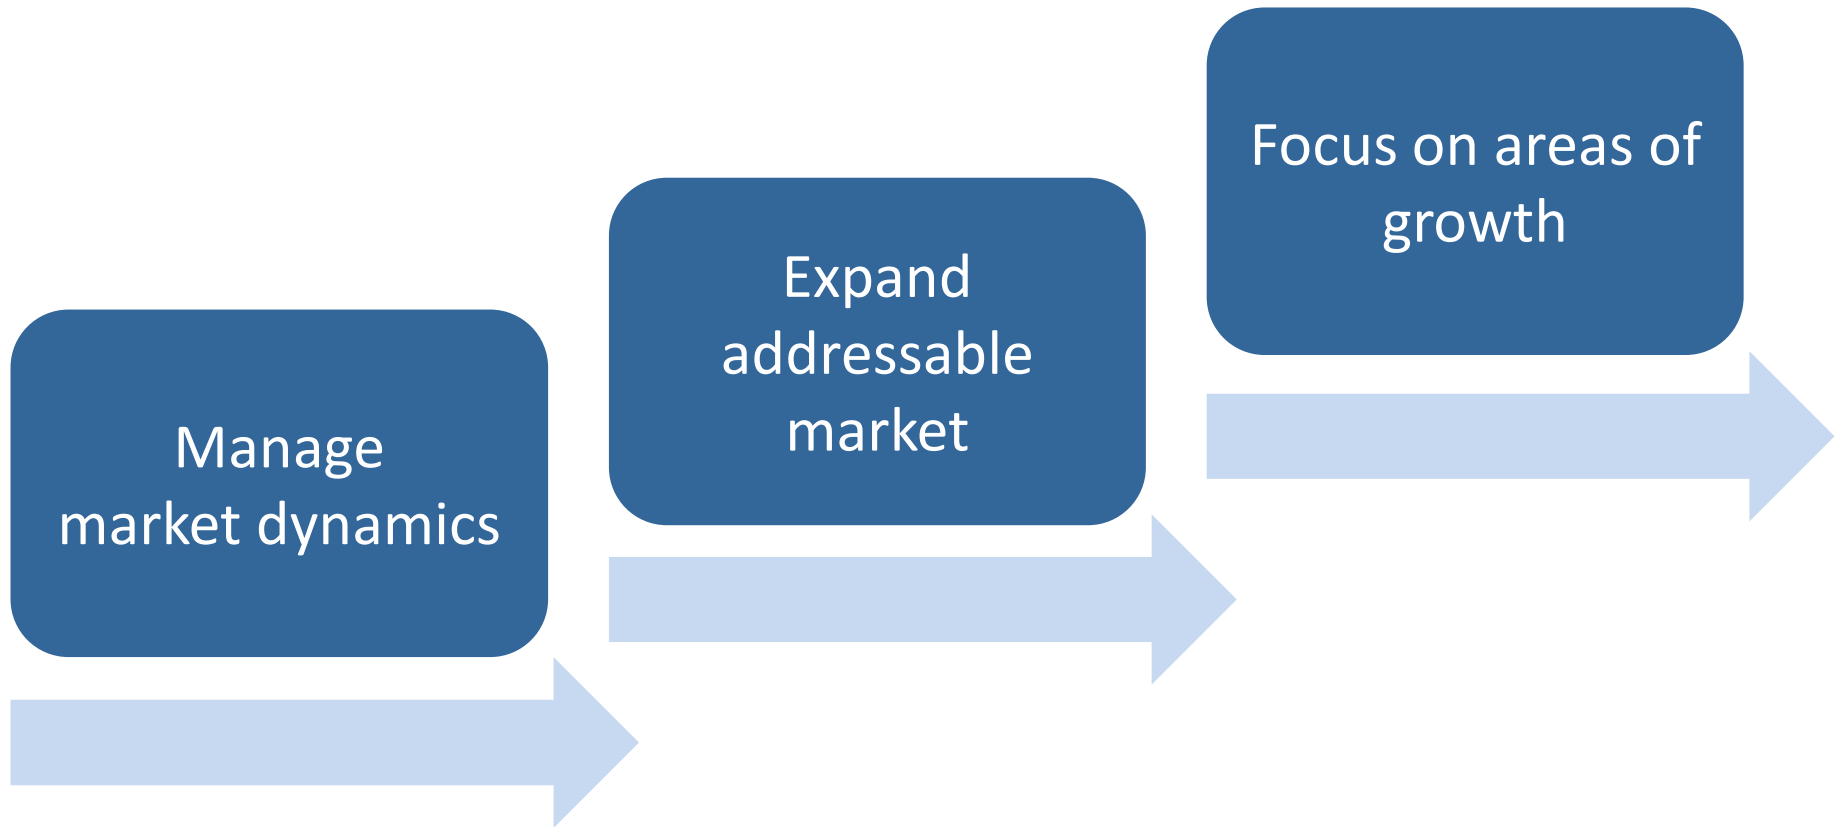 Manage
market dynamics
Expand
addressable
market
Focus on areas of
growth